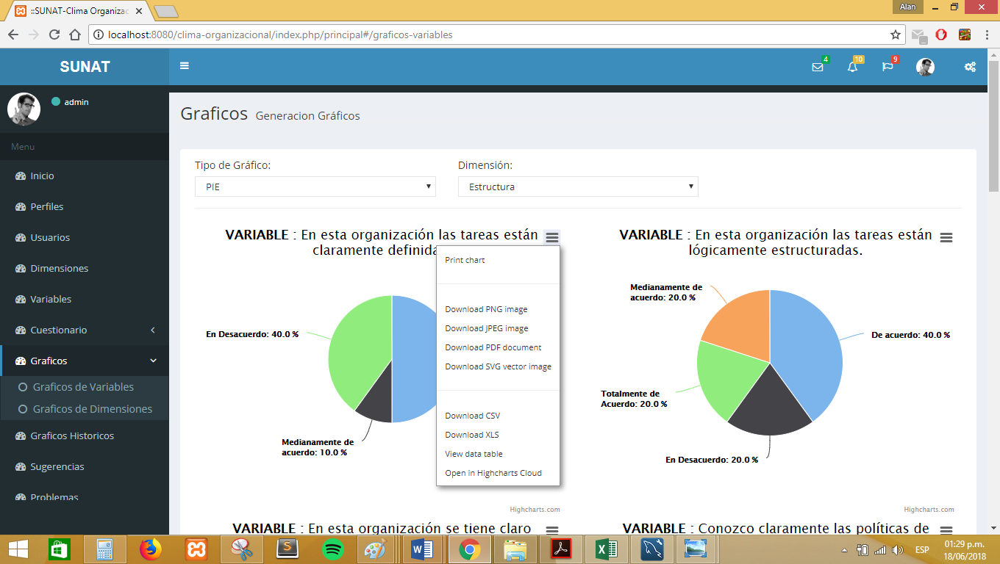 ::SUNAT-Clima Organizac
Alan
localhost:8080/clima-organizacional/index.php/principal#/graficos-variables
SUNAT
4
10
9
admin
Menu
Inicio
Perfiles
Usuarios
Dimensiones
Variables
Cuestionario
Graficos
Graficos de Variables
Graficos de Dimensiones
Graficos Historicos
Sugerencias
Problemas
Graficos Generacion Gráficos
Tipo de Gráfico:
PIE
Dimensión:
Estructura
VARIABLE : En esta organización las tareas están
claramente definida
En Desacuerdo: 40.0 %
Medianamente de
acuerdo: 10.0 %
Print chart
Download PNG image
Download JPEG image
Download PDF document
Download SVG vector image
Download CSV
Download XLS
View data table
Open in Highcharts Cloud
Highcharts.com
VARIABLE : En esta organización las tareas están
lógicamente estructuradas.
Medianamente de
acuerdo: 20.0 %
De acuerdo: 40.0 %
Totalmente de
Acuerdo: 20.0 %
En Desacuerdo: 20.0 %
Highcharts.com
VARIABLE : En esta organización se tiene claro
VARIABLE : Conozco claramente las políticas de
ESP
01:29 p.m.
18/06/2018